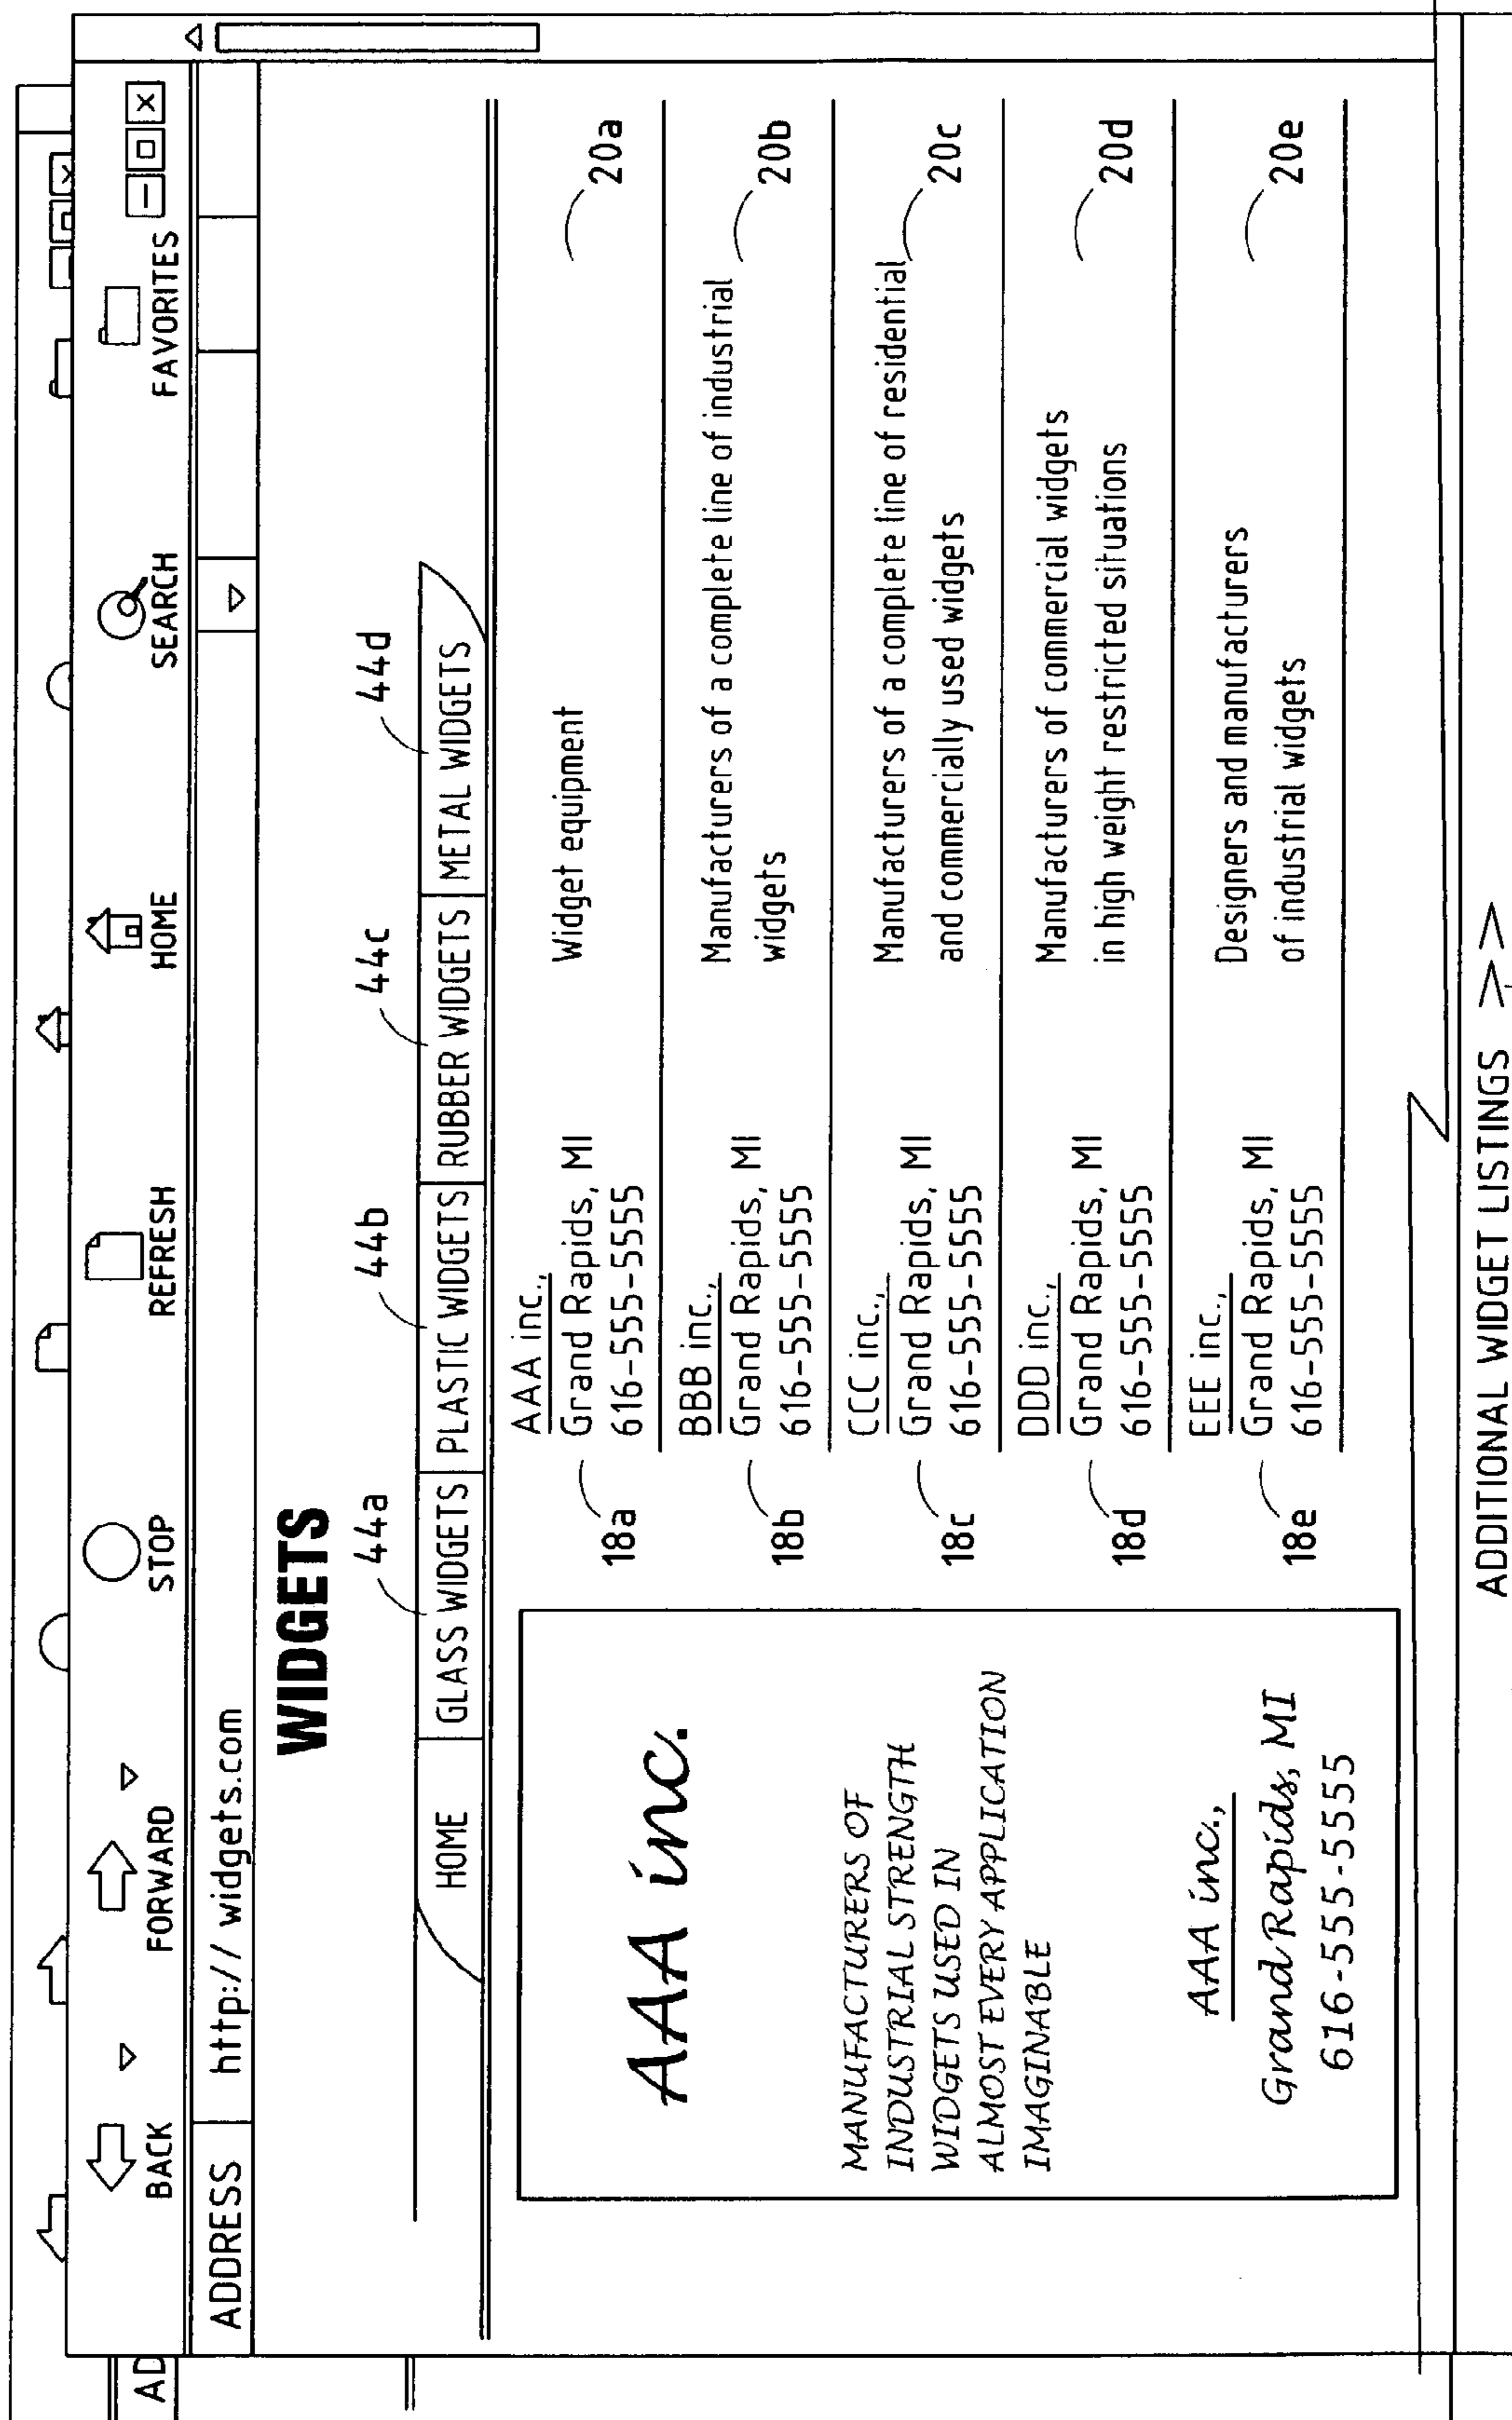 BACK FORWARD STOP REFRESH HOME SEARCH FAVORITES
AD
ADDRESS http://widgets.com
WIDGETS
44a 44b 44c 44d
HOME GLASS WIDGETS PLASTIC WIDGETS RUBBER WIDGETS METAL WIDGETS
AAA inc.
MANUFACTURERS OF
INDUSTRIAL STRENGTH
WIDGETS USED IN
ALMOST EVERY APPLICATION
IMAGINABLE
AAA inc.,
Grand Rapids, MI
616-555-5555
18a
AAA inc.,
Grand Rapids, MI
616-555-5555
Widget equipment
20a
18b
BBB inc.,
Grand Rapids, MI
616-555-5555
Manufacturers of a complete line of industrial
widgets
20b
18c
CCC inc.,
Grand Rapids, MI
616-555-5555
Manufacturers of a complete line of residential
and commercially used widgets
20c
18d
DDD inc.,
Grand Rapids, MI
616-555-5555
Manufacturers of commercial widgets
in high weight restricted situations
20d
18e
EEE inc.,
Grand Rapids, MI
616-555-5555
Designers and manufacturers
of industrial widgets
20e
ADDITIONAL WIDGET LISTINGS >>